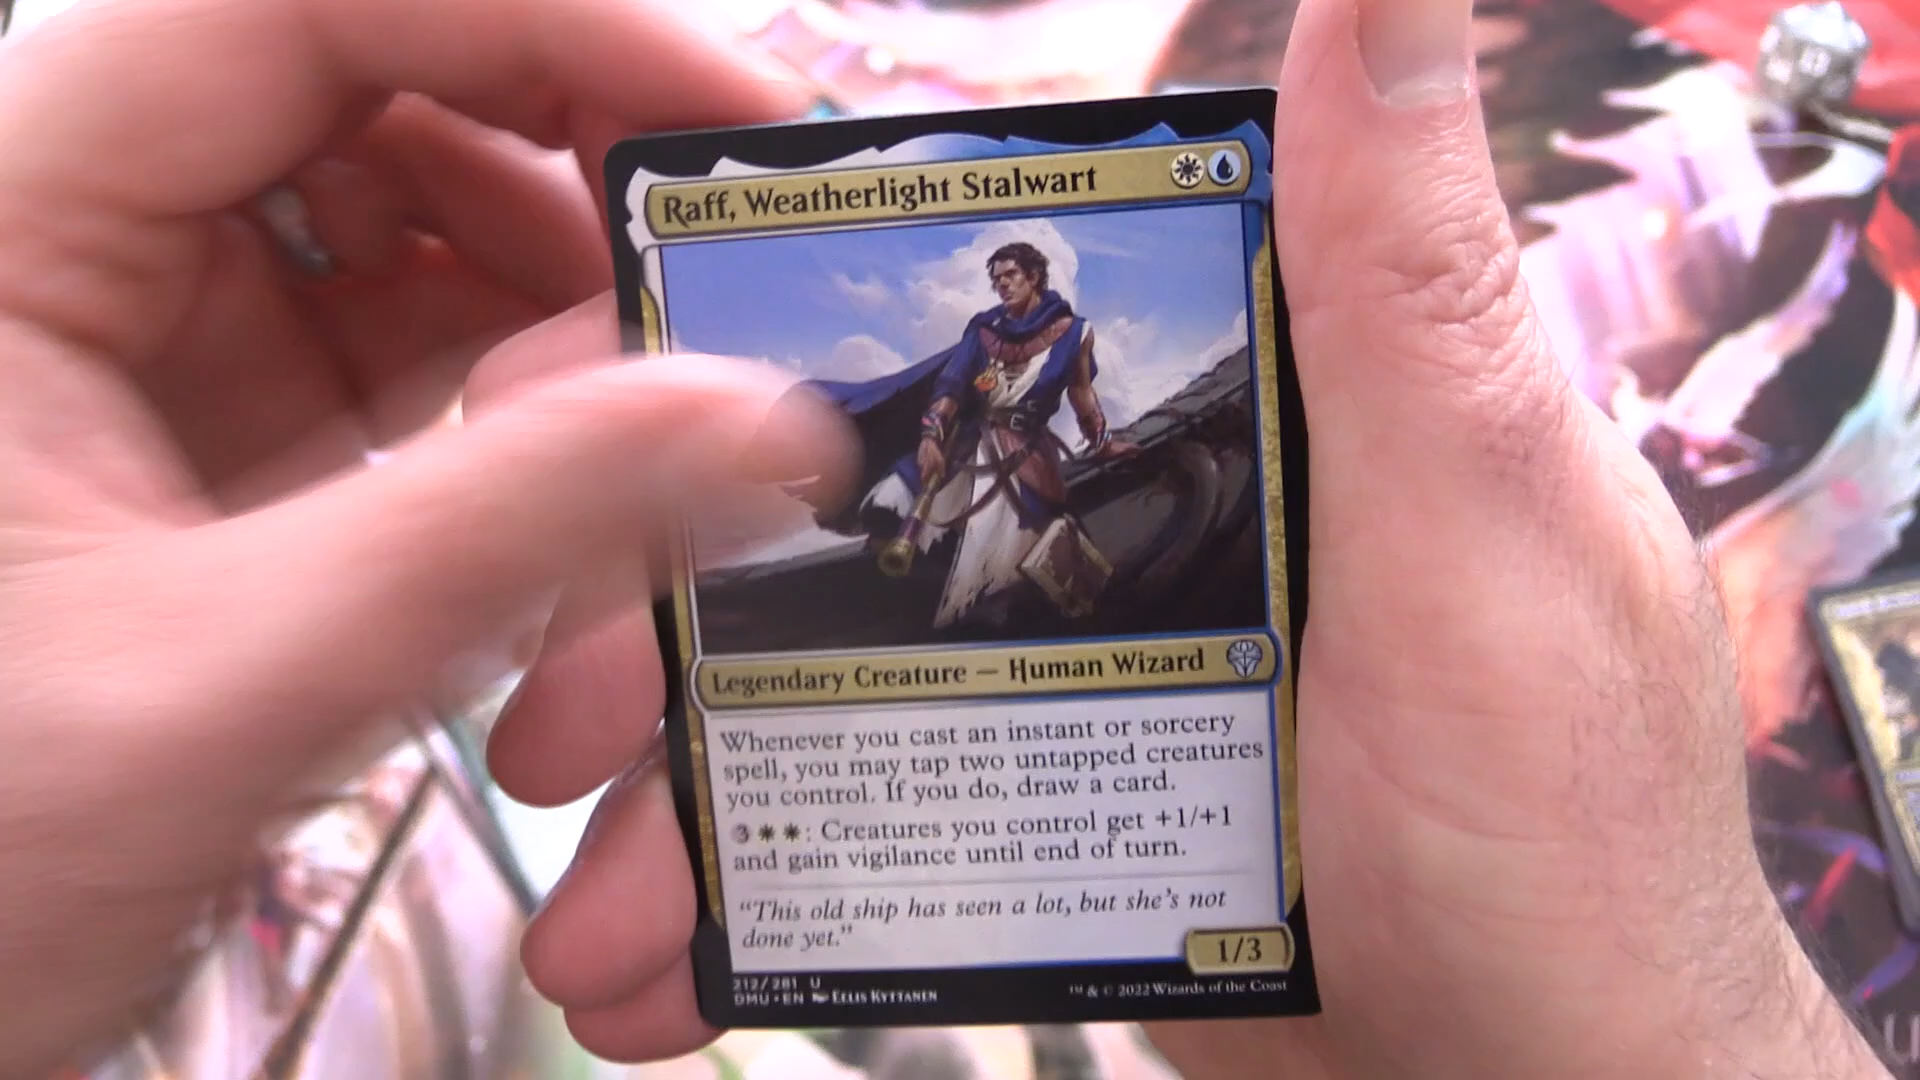 Raff, Weatherlight Stalwart
Legendary Creature — Human Wizard
Whenever you cast an instant or sorcery
spell, you may tap two untapped creatures
you control. If you do, draw a card.
3: Creatures you control get +1/+1
and gain vigilance until end of turn.
“This old ship has seen a lot, but she’s not
done yet.”
1/3
212/281 U
DMU • EN Eelis Kyttanen
™ & © 2022 Wizards of the Coast